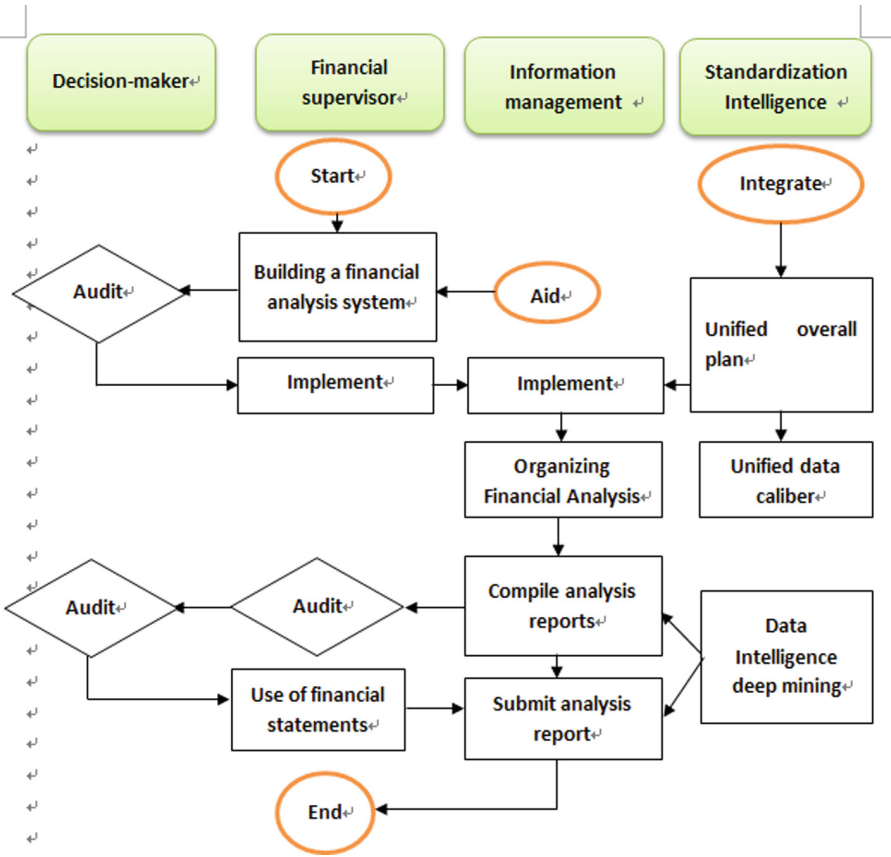 Decision-maker
Financial
supervisor
Information
management
Standardization
Intelligence
Start
Integrate
Building a financial
analysis system
Audit
Aid
Unified overall
plan
Implement
Implement
Organizing
Financial Analysis
Unified data
caliber
Compile analysis
reports
Audit
Audit
Data
Intelligence
deep mining
Use of financial
statements
Submit analysis
report
End